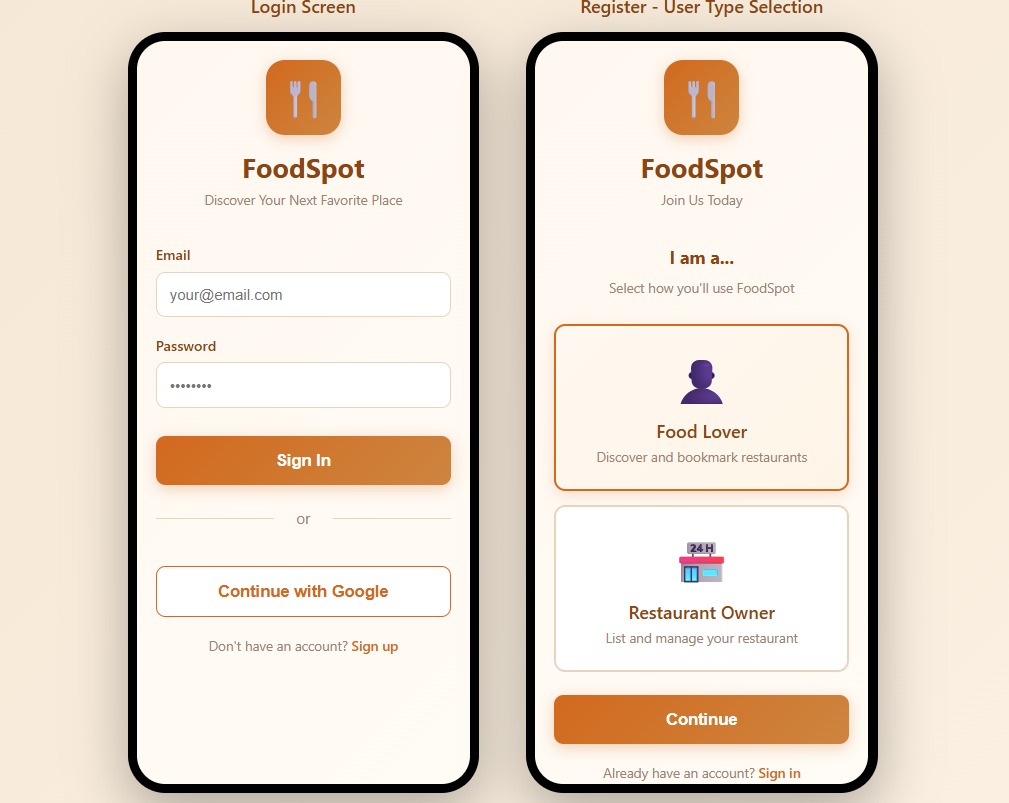 Login Screen
FoodSpot
Discover Your Next Favorite Place
Email
your@email.com
Password
••••••••
Sign In
or
Continue with Google
Don't have an account? Sign up
Register - User Type Selection
FoodSpot
Join Us Today
I am a...
Select how you'll use FoodSpot
Food Lover
Discover and bookmark restaurants
24 H
Restaurant Owner
List and manage your restaurant
Continue
Already have an account? Sign in